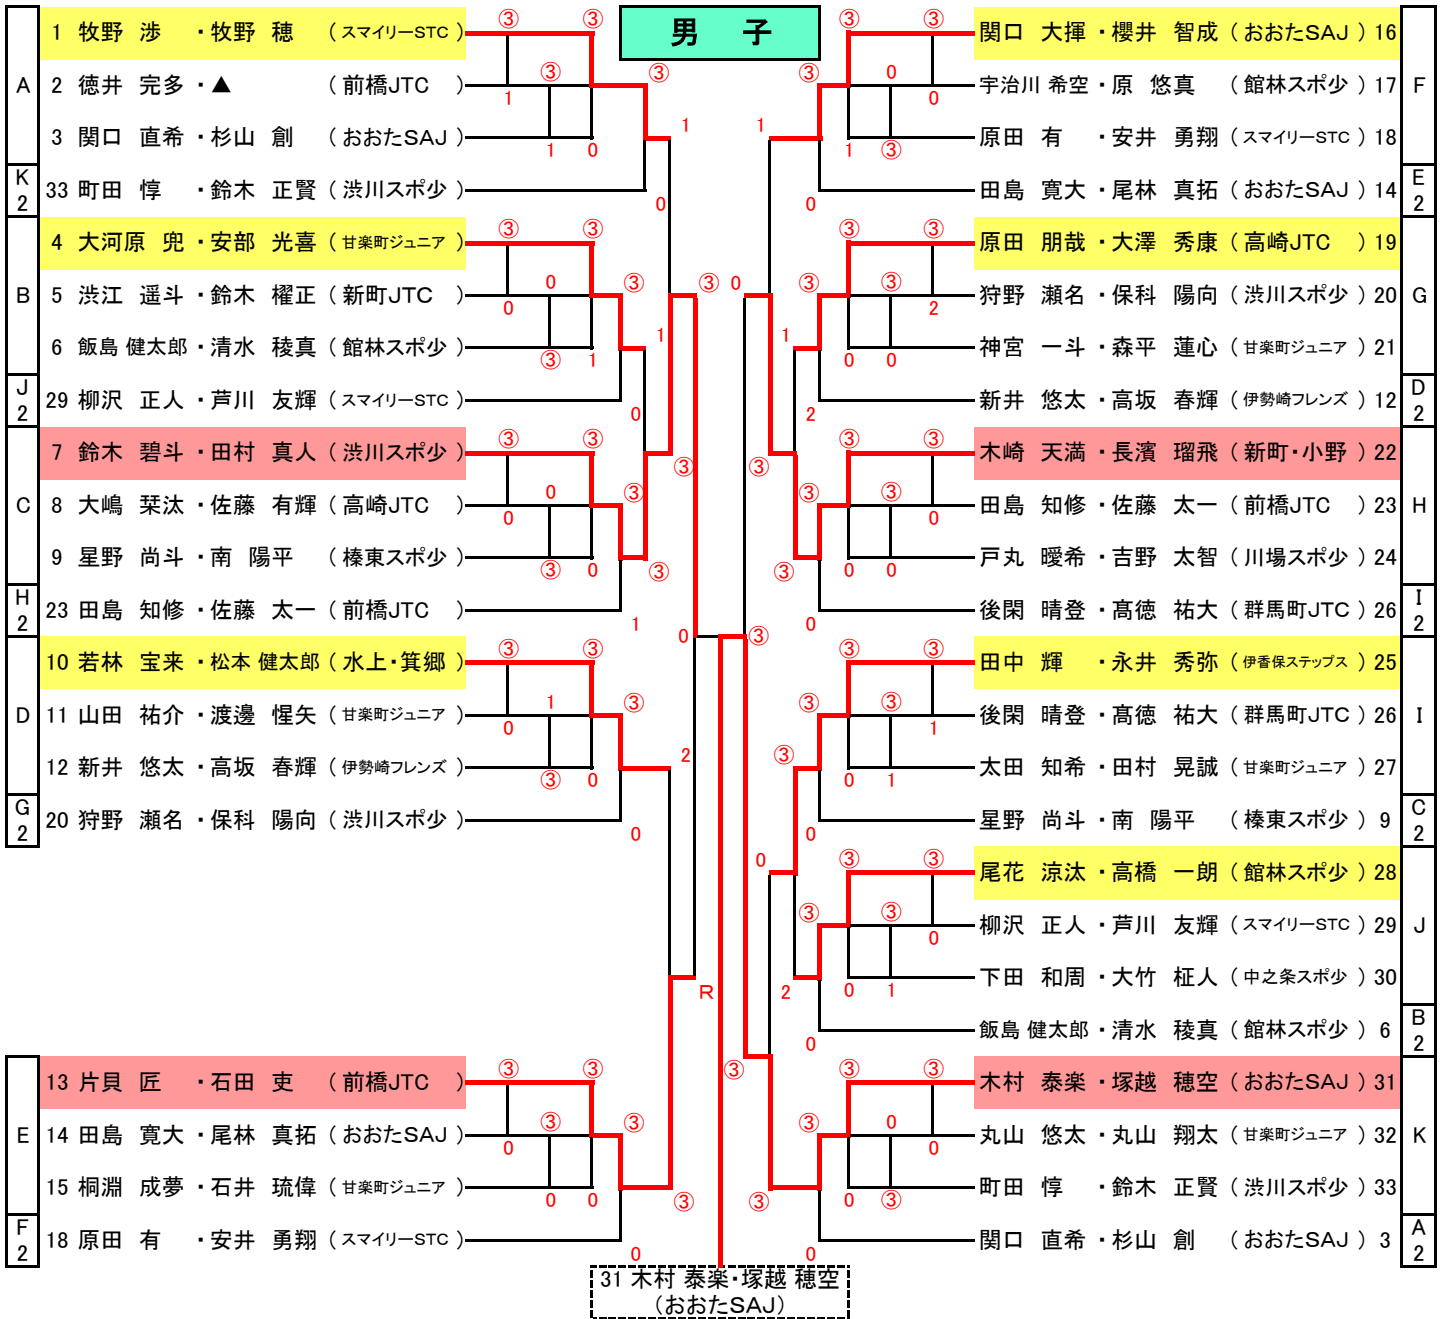 男 子
A
1 牧野 渉 ・牧野 穂 (スマイリーSTC)
2 徳井 完多 ・▲ (前橋JTC)
3 関口 直希 ・杉山 創 (おおたSAJ)
K2
33 町田 惇 ・鈴木 正賢 (渋川スポ少)
B
4 大河原 兜 ・安部 光喜 (甘楽町ジュニア)
5 渋江 遥斗 ・鈴木 櫂正 (新町JTC)
6 飯島 健太郎 ・清水 稜真 (館林スポ少)
J2
29 柳沢 正人 ・芦川 友輝 (スマイリーSTC)
C
7 鈴木 碧斗 ・田村 真人 (渋川スポ少)
8 大嶋 栞汰 ・佐藤 有輝 (高崎JTC)
9 星野 尚斗 ・南 陽平 (榛東スポ少)
H2
23 田島 知修 ・佐藤 太一 (前橋JTC)
D
10 若林 宝来 ・松本 健太郎 (水上・箕郷)
11 山田 祐介 ・渡邊 惺矢 (甘楽町ジュニア)
12 新井 悠太 ・高坂 春輝 (伊勢崎フレンズ)
G2
20 狩野 瀬名 ・保科 陽向 (渋川スポ少)
E
13 片貝 匠 ・石田 吏 (前橋JTC)
14 田島 寛大 ・尾林 真拓 (おおたSAJ)
15 桐淵 成夢 ・石井 琉偉 (甘楽町ジュニア)
F2
18 原田 有 ・安井 勇翔 (スマイリーSTC)
F
関口 大揮 ・櫻井 智成 (おおたSAJ) 16
宇治川 希空 ・原 悠真 (館林スポ少) 17
原田 有 ・安井 勇翔 (スマイリーSTC) 18
E2
田島 寛大 ・尾林 真拓 (おおたSAJ) 14
G
原田 朋哉 ・大澤 秀康 (高崎JTC) 19
狩野 瀬名 ・保科 陽向 (渋川スポ少) 20
神宮 一斗 ・森平 蓮心 (甘楽町ジュニア) 21
D2
新井 悠太 ・高坂 春輝 (伊勢崎フレンズ) 12
H
木崎 天満 ・長濱 瑠飛 (新町・小野) 22
田島 知修 ・佐藤 太一 (前橋JTC) 23
戸丸 曖希 ・吉野 太智 (川場スポ少) 24
I2
後閑 晴登 ・髙徳 祐大 (群馬町JTC) 26
I
田中 輝 ・永井 秀弥 (伊香保ステップス) 25
後閑 晴登 ・髙徳 祐大 (群馬町JTC) 26
太田 知希 ・田村 晃誠 (甘楽町ジュニア) 27
C2
星野 尚斗 ・南 陽平 (榛東スポ少) 9
J
尾花 涼汰 ・高橋 一朗 (館林スポ少) 28
柳沢 正人 ・芦川 友輝 (スマイリーSTC) 29
下田 和周 ・大竹 柾人 (中之条スポ少) 30
B2
飯島 健太郎 ・清水 稜真 (館林スポ少) 6
K
木村 泰楽 ・塚越 穂空 (おおたSAJ) 31
丸山 悠太 ・丸山 翔太 (甘楽町ジュニア) 32
町田 惇 ・鈴木 正賢 (渋川スポ少) 33
A2
関口 直希 ・杉山 創 (おおたSAJ) 3
R
31 木村 泰楽・塚越 穂空
(おおたSAJ)